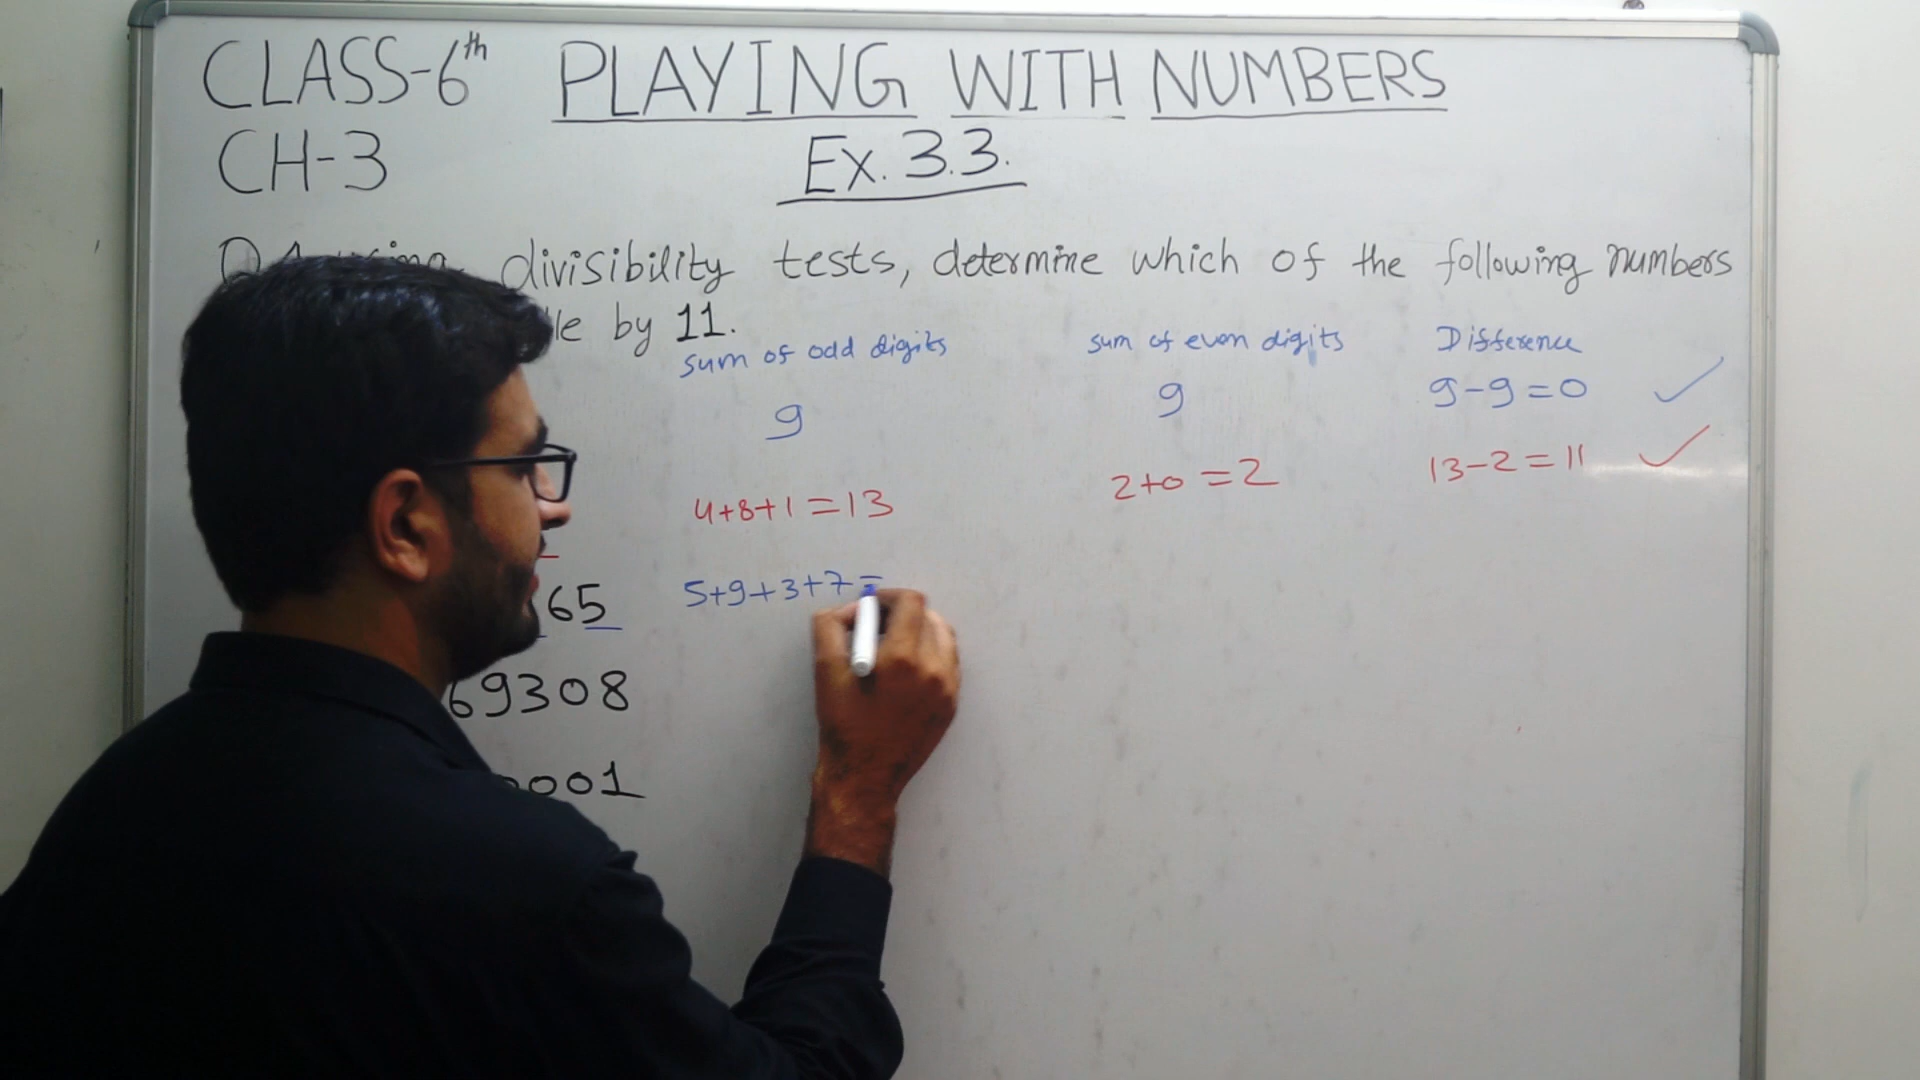 CLASS-6th PLAYING WITH NUMBERS
CH-3 Ex. 3.3.
divisibility tests, determine which of the following numbers
by 11.
sum of odd digits sum of even digits Difference
9 9 9-9=0 ✓
4+8+1=13 2+0=2 13-2=11 ✓
65 5+9+3+7=
69308
001